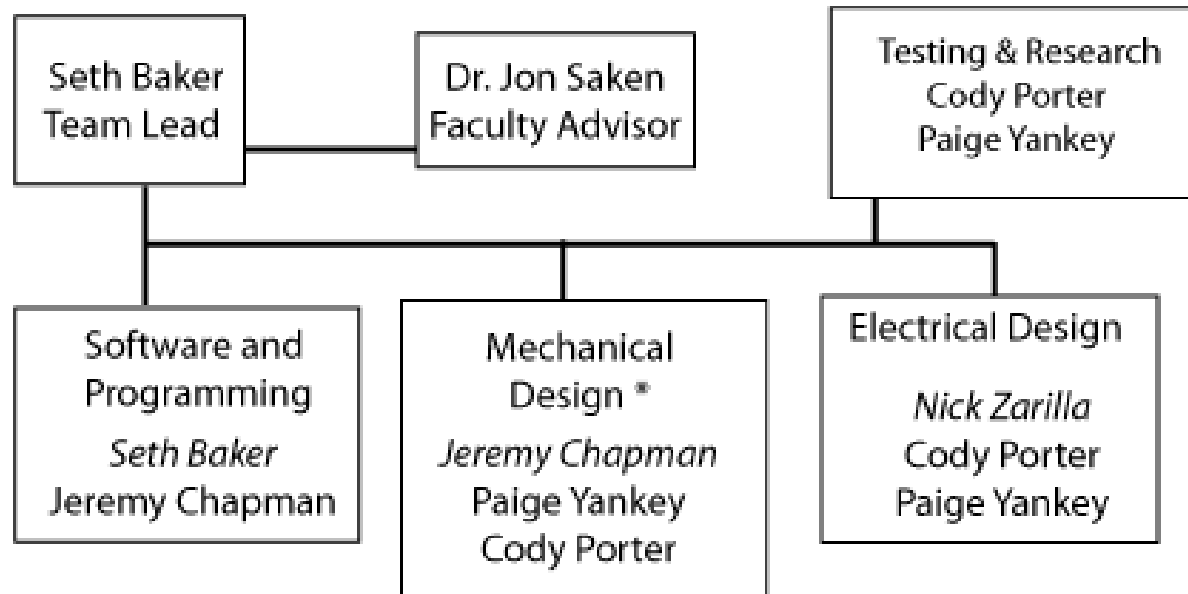 Seth Baker
Team Lead
Dr. Jon Saken
Faculty Advisor
Testing & Research
Cody Porter
Paige Yankey
Software and
Programming
Seth Baker
Jeremy Chapman
Mechanical
Design *
Jeremy Chapman
Paige Yankey
Cody Porter
Electrical Design
Nick Zarilla
Cody Porter
Paige Yankey